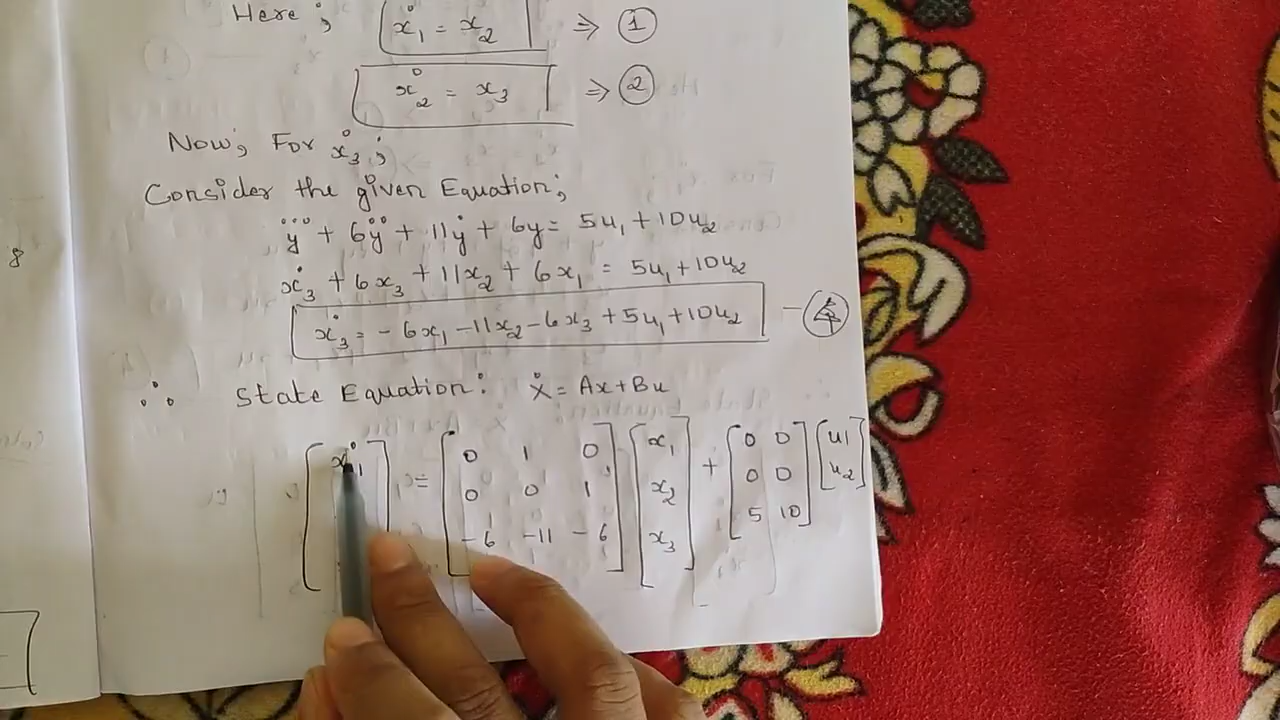 Here ; ẋ₁ = x₂ ⇒ ①
ẋ₂ = x₃ ⇒ ②
Now; For ẋ₃ ;
Consider the given Equation;
y⃛ + 6ÿ + 11ẏ + 6y = 5u₁ + 10u₂
ẋ₃ + 6x₃ + 11x₂ + 6x₁ = 5u₁ + 10u₂
ẋ₃ = - 6x₁ - 11x₂ - 6x₃ + 5u₁ + 10u₂ -
∴ State Equation: Ẋ = Ax + Bu
[ẋ₁ = [0 1 0 [x₁ + [0 0 [u1
0 0 1 x₂ 0 0 u₂]
-6 -11 -6] x₃] 5 10]
8